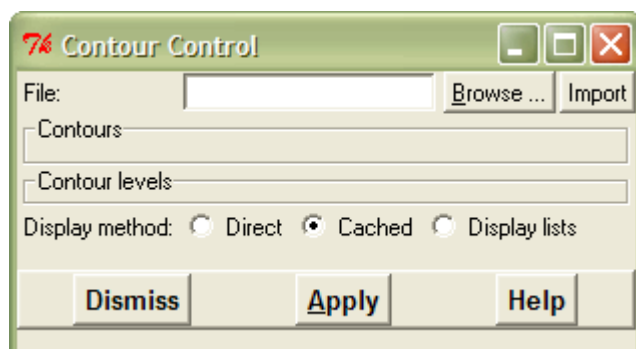 Contour Control
File: Browse ... Import
Contours
Contour levels
Display method: Direct Cached Display lists
Dismiss Apply Help